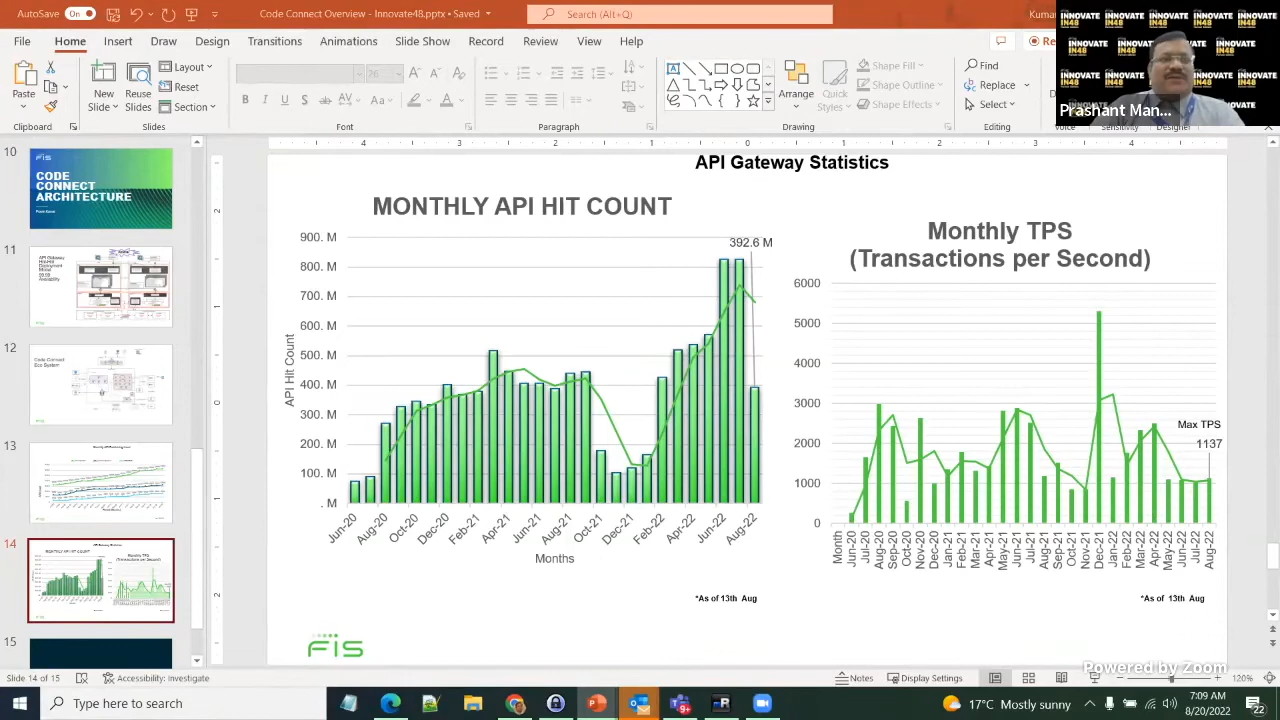 AutoSave On
Kumar48.pptx • Saved
Search
Kumar
Home Insert Draw Design Transitions Animations Slide Show Record Review View Help
Paste
New Slide
Reuse Slides
Layout
Reset
Section
Shape Fill
Shape Outline
Shape Effects
Arrange
Quick Styles
Find
Replace
Select
Clipboard Slides Font Paragraph Drawing Editing Voice Sensitivity Designer
INNOVATE IN48
Prashant Man...
10
FIS
CODE CONNECT ARCHITECTURE
11
12
13
14
15
API Gateway Statistics
MONTHLY API HIT COUNT
900. M
800. M
700. M
600. M
500. M
400. M
300. M
200. M
100. M
. M
API Hit Count
392.6 M
Jun-20 Aug-20 Oct-20 Dec-20 Feb-21 Apr-21 Jun-21 Aug-21 Oct-21 Dec-21 Feb-22 Apr-22 Jun-22 Aug-22
Months
*As of 13th Aug
Monthly TPS
(Transactions per Second)
6000
5000
4000
3000
2000
1000
0
Max TPS
1137
Month Jun-20 Jul-20 Aug-20 Sep-20 Oct-20 Nov-20 Dec-20 Jan-21 Feb-21 Mar-21 Apr-21 May-21 Jun-21 Jul-21 Aug-21 Sep-21 Oct-21 Nov-21 Dec-21 Jan-22 Feb-22 Mar-22 Apr-22 May-22 Jun-22 Jul-22 Aug-22
*As of 13th Aug
FIS
Powered by Zoom
Slide 14 of 15
Accessibility: Investigate
Notes
Display Settings
120%
Type here to search
17°C Mostly sunny
7:09 AM
8/20/2022
22